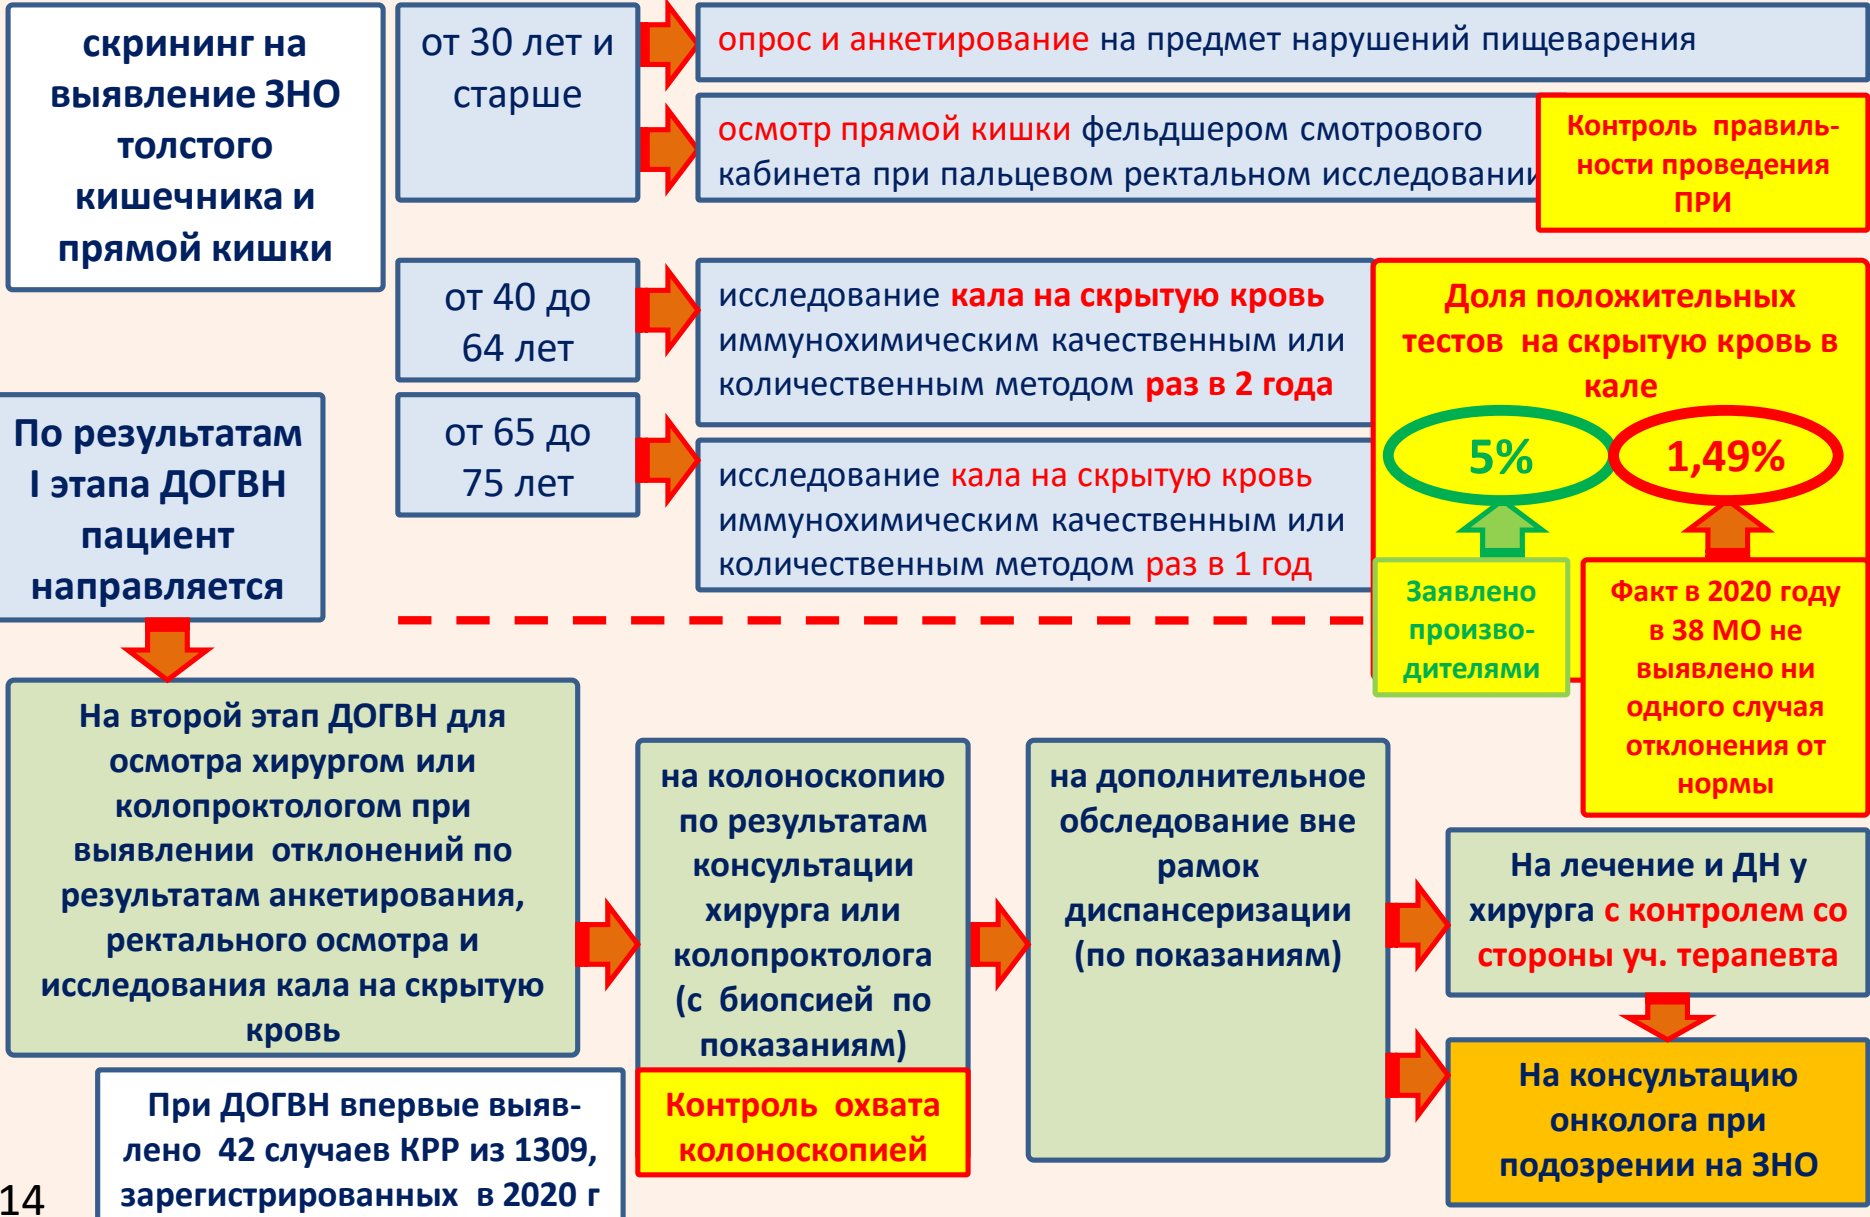 скрининг на
выявление ЗНО
толстого
кишечника и
прямой кишки
от 30 лет и
старше
опрос и анкетирование на предмет нарушений пищеварения
осмотр прямой кишки фельдшером смотрового
кабинета при пальцевом ректальном исследовании
Контроль правиль-
ности проведения
ПРИ
от 40 до
64 лет
исследование кала на скрытую кровь
иммунохимическим качественным или
количественным методом раз в 2 года
от 65 до
75 лет
исследование кала на скрытую кровь
иммунохимическим качественным или
количественным методом раз в 1 год
Доля положительных
тестов на скрытую кровь в
кале
5%
1,49%
Заявлено
произво-
дителями
Факт в 2020 году
в 38 МО не
выявлено ни
одного случая
отклонения от
нормы
По результатам
I этапа ДОГВН
пациент
направляется
На второй этап ДОГВН для
осмотра хирургом или
колопроктологом при
выявлении отклонений по
результатам анкетирования,
ректального осмотра и
исследования кала на скрытую
кровь
на колоноскопию
по результатам
консультации
хирурга или
колопроктолога
(с биопсией по
показаниям)
Контроль охвата
колоноскопией
на дополнительное
обследование вне
рамок
диспансеризации
(по показаниям)
На лечение и ДН у
хирурга с контролем со
стороны уч. терапевта
На консультацию
онколога при
подозрении на ЗНО
При ДОГВН впервые выяв-
лено 42 случаев КРР из 1309,
зарегистрированных в 2020 г
14